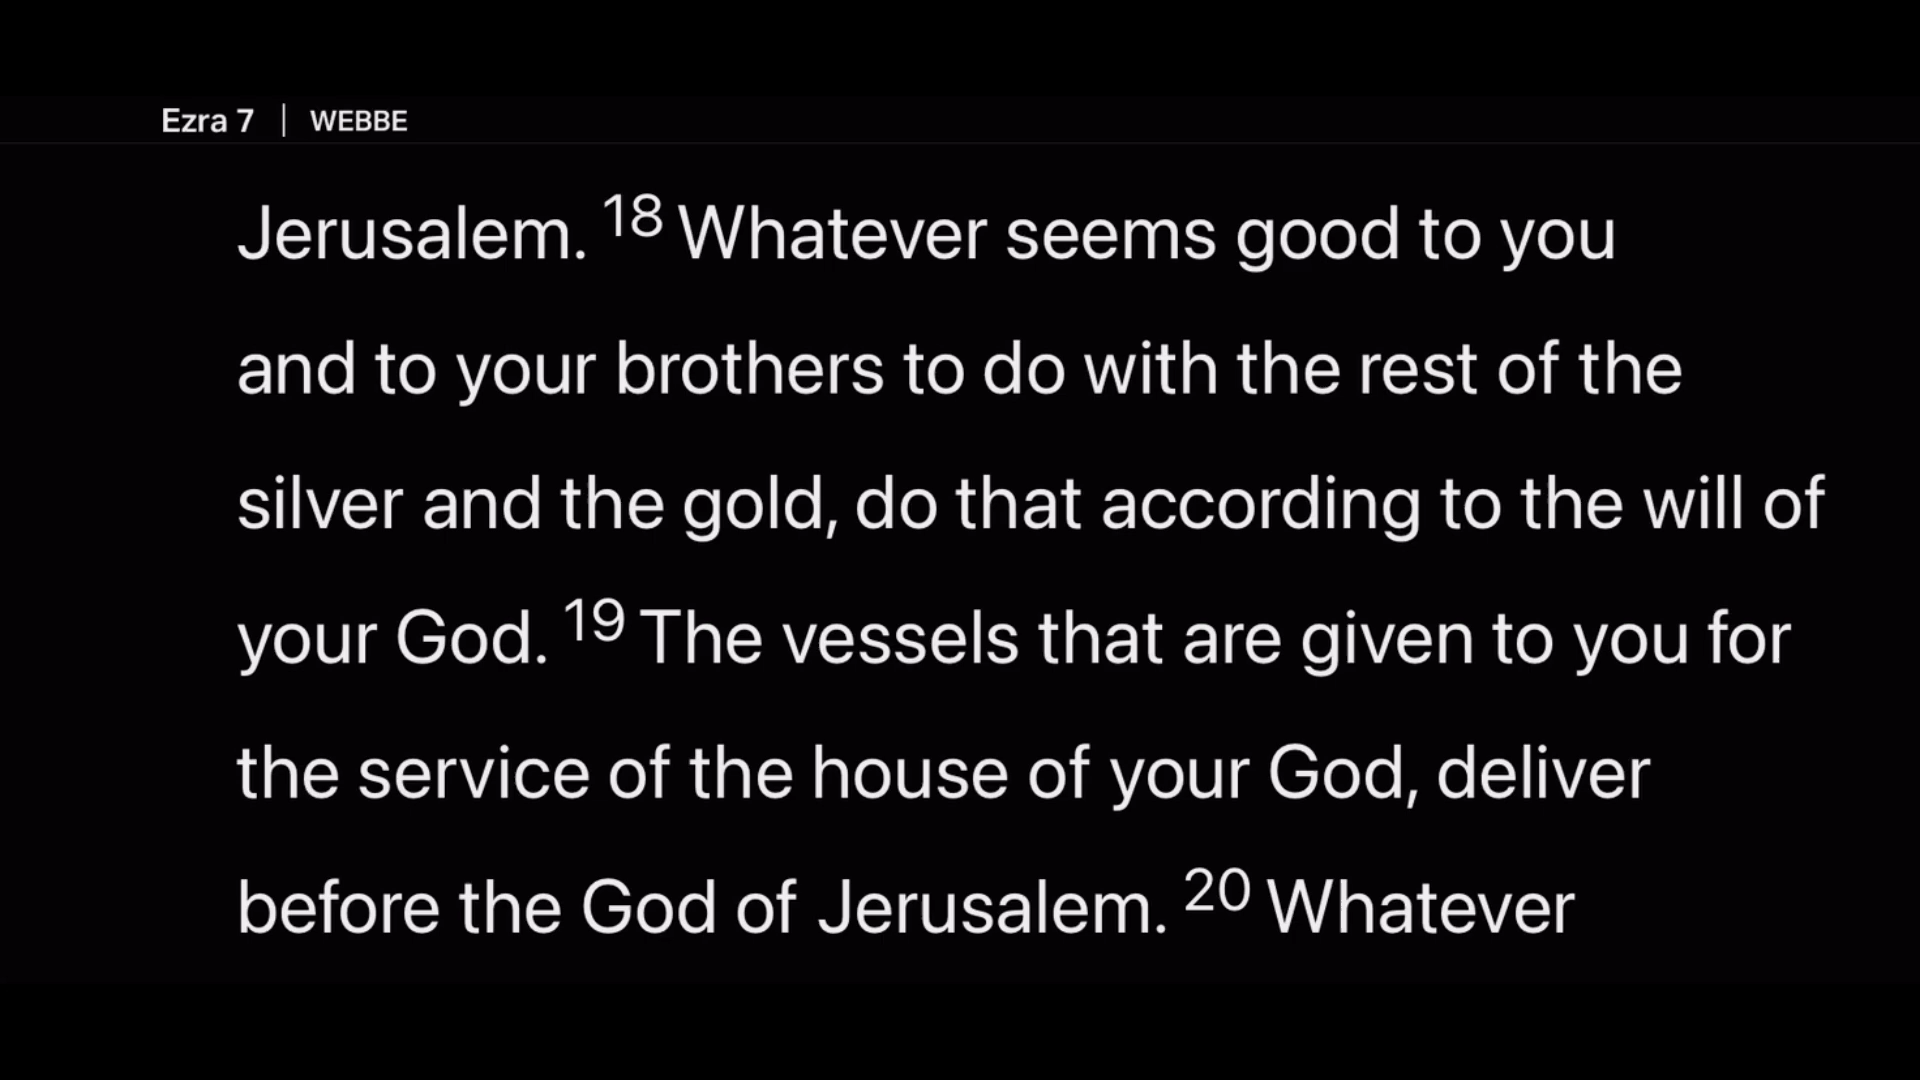 Ezra 7 | WEBBE
Jerusalem. 18 Whatever seems good to you
and to your brothers to do with the rest of the
silver and the gold, do that according to the will of
your God. 19 The vessels that are given to you for
the service of the house of your God, deliver
before the God of Jerusalem. 20 Whatever